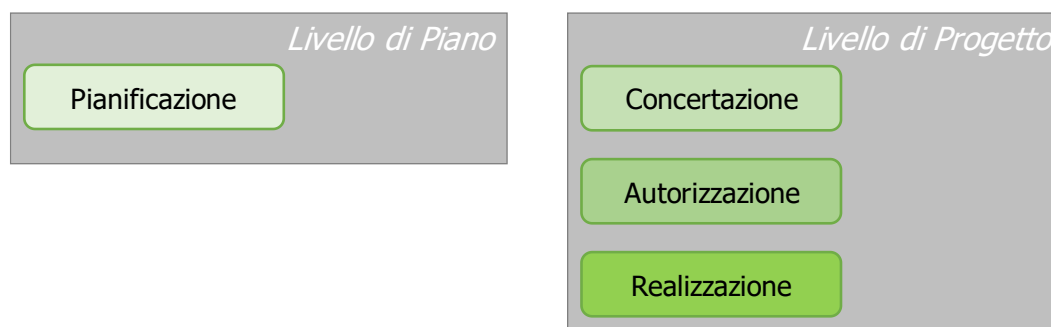 Livello di Piano
Pianificazione
Livello di Progetto
Concertazione
Autorizzazione
Realizzazione